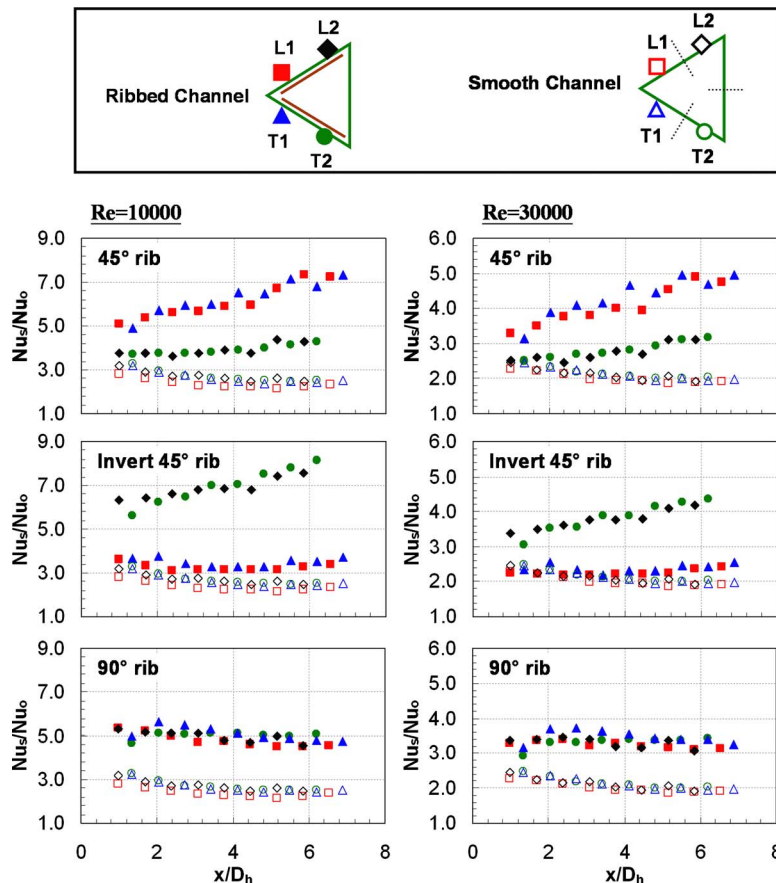 L2 L2
L1 L1
Ribbed Channel Smooth Channel
T1 T1
T2 T2
Re=10000 Re=30000
45° rib 45° rib
Nus/Nuo Nus/Nuo
9.0 6.0
7.0 5.0
5.0 4.0
3.0 3.0
1.0 2.0
1.0
Invert 45° rib Invert 45° rib
Nus/Nuo Nus/Nuo
9.0 6.0
7.0 5.0
5.0 4.0
3.0 3.0
1.0 2.0
1.0
90° rib 90° rib
Nus/Nuo Nus/Nuo
9.0 6.0
7.0 5.0
5.0 4.0
3.0 3.0
1.0 2.0
1.0
0 2 4 6 8 0 2 4 6 8
x/Dh x/Dh